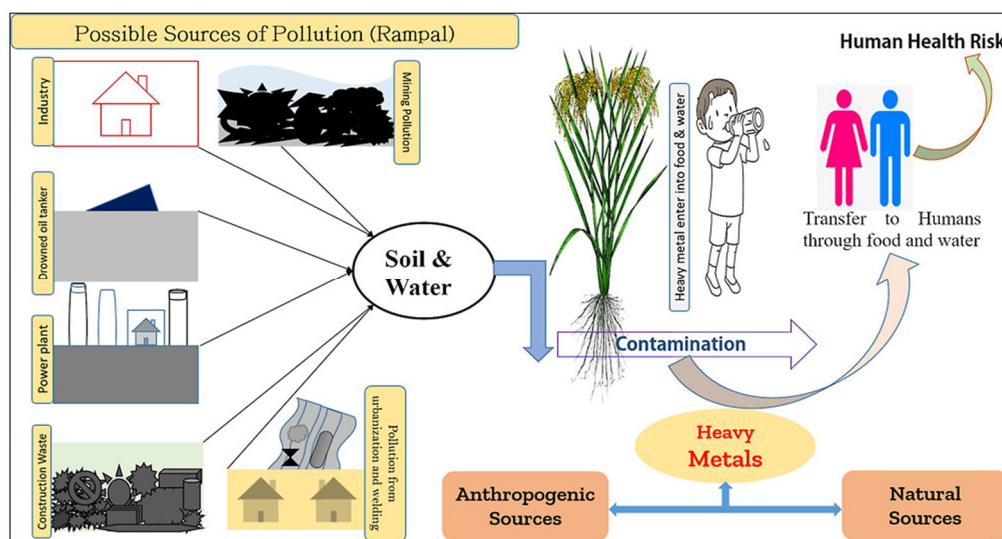 Possible Sources of Pollution (Rampal)
Industry
Mining Pollution
Drowned oil tanker
Power plant
Construction Waste
Pollution from
urbanization and welding
Soil &
Water
Heavy metal enter into food & water
Human Health Risk
Transfer to Humans
through food and water
Contamination
Heavy
Metals
Anthropogenic
Sources
Natural
Sources